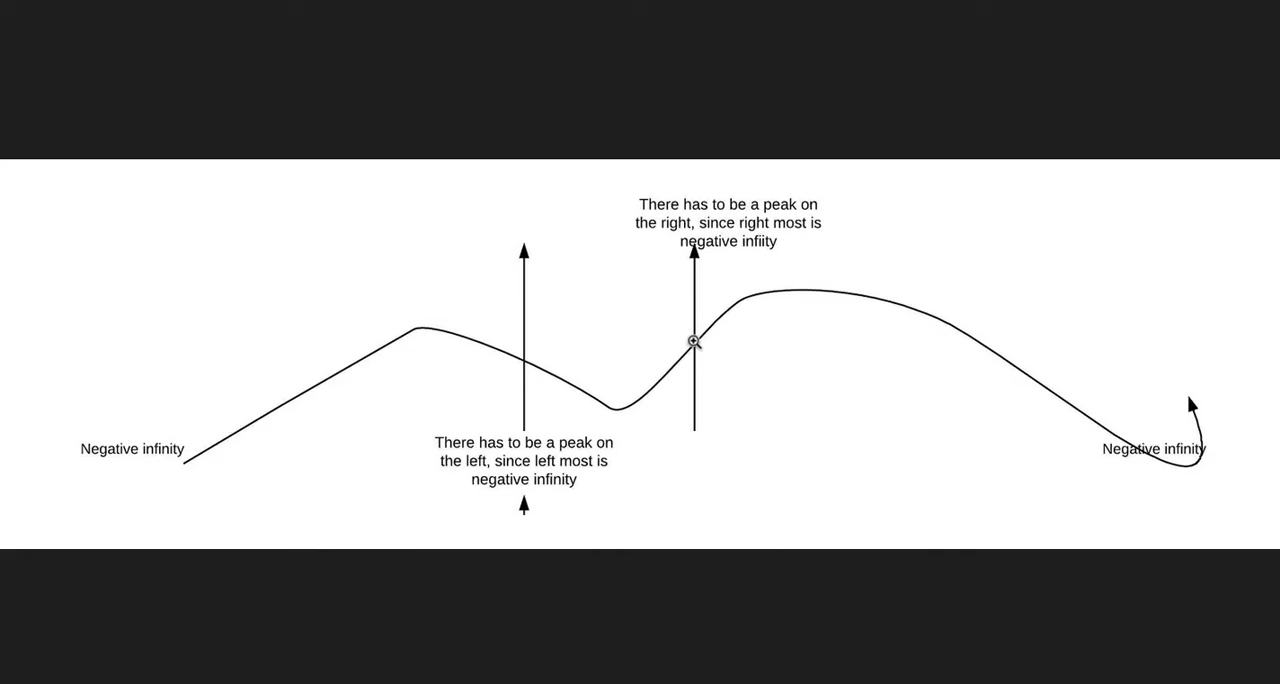 There has to be a peak on
the right, since right most is
negative infiity
Negative infinity
There has to be a peak on
the left, since left most is
negative infinity
Negative infinity